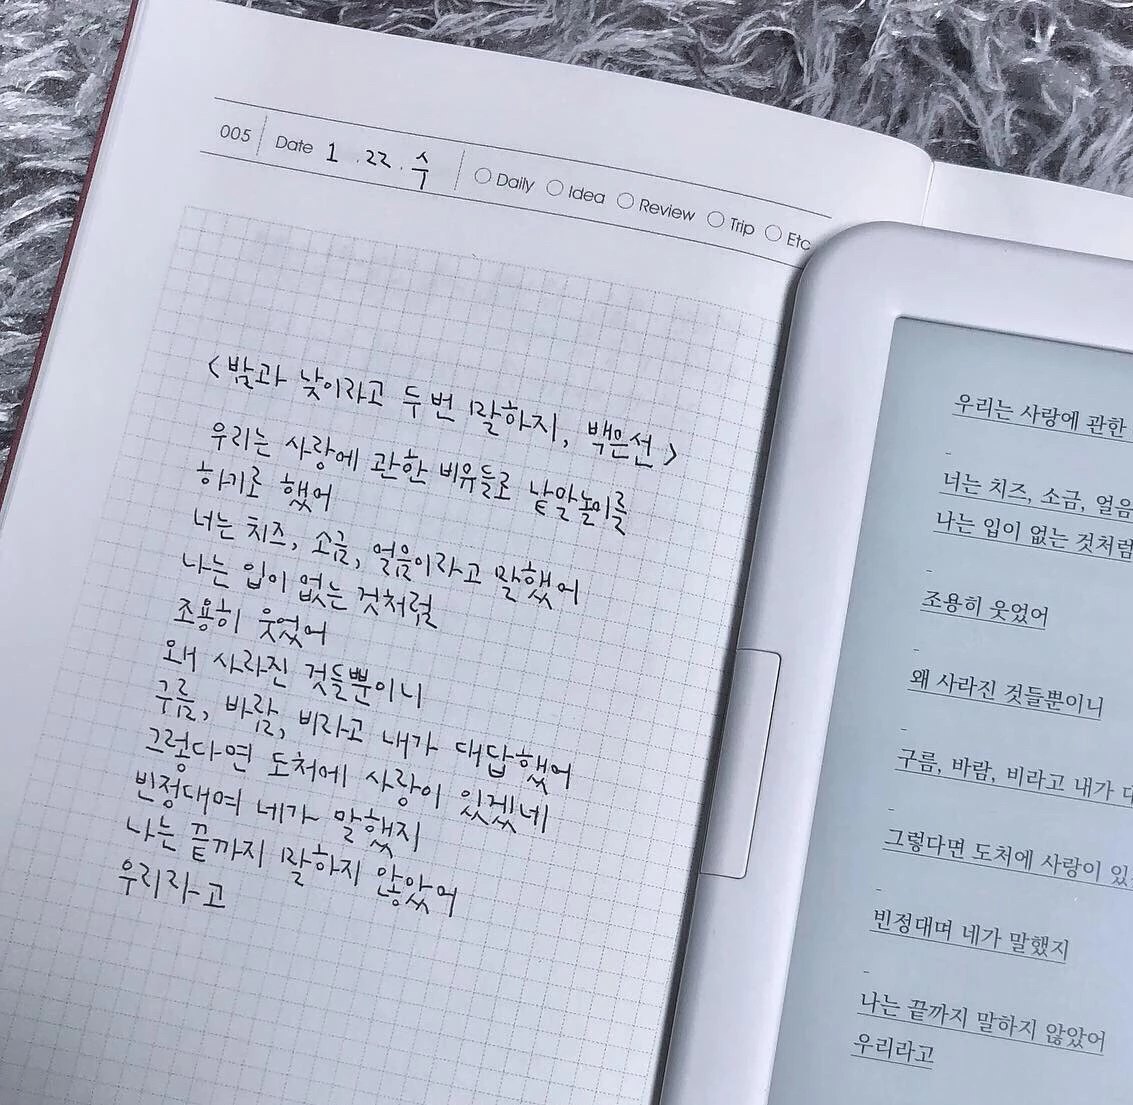 005 Date 1.22.수 Daily Idea Review Trip Etc
<밤과 낮이라고 두번 말하지, 백은선>
우리는 사랑에 관한 비유들로 낱말놀이를
하기로 했어
너는 치즈, 소금, 얼음이라고 말했어
나는 입이 없는 것처럼
조용히 웃었어
왜 사라진 것들뿐이니
구름, 바람, 비라고 내가 대답했어
그렇다면 도처에 사랑이 있겠네
빈정대며 네가 말했지
나는 끝까지 말하지 않았어
우리라고
우리는 사랑에 관한
너는 치즈, 소금, 얼음
나는 입이 없는 것처럼
조용히 웃었어
왜 사라진 것들뿐이니
구름, 바람, 비라고 내가
그렇다면 도처에 사랑이
빈정대며 네가 말했지
나는 끝까지 말하지 않았어
우리라고